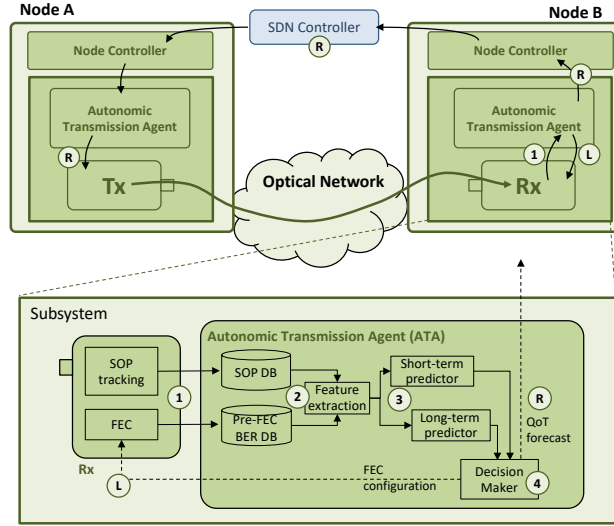 Node A
SDN Controller
R
Node B
Node Controller
Node Controller
R
Autonomic
Transmission Agent
Autonomic
Transmission Agent
R
1
L
Tx
Optical Network
Rx
Subsystem
Autonomic Transmission Agent (ATA)
SOP
tracking
SOP DB
Short-term
predictor
1
2
Feature
extraction
3
R
FEC
Pre-FEC
BER DB
Long-term
predictor
QoT
forecast
Rx
L
FEC
configuration
Decision
Maker
4